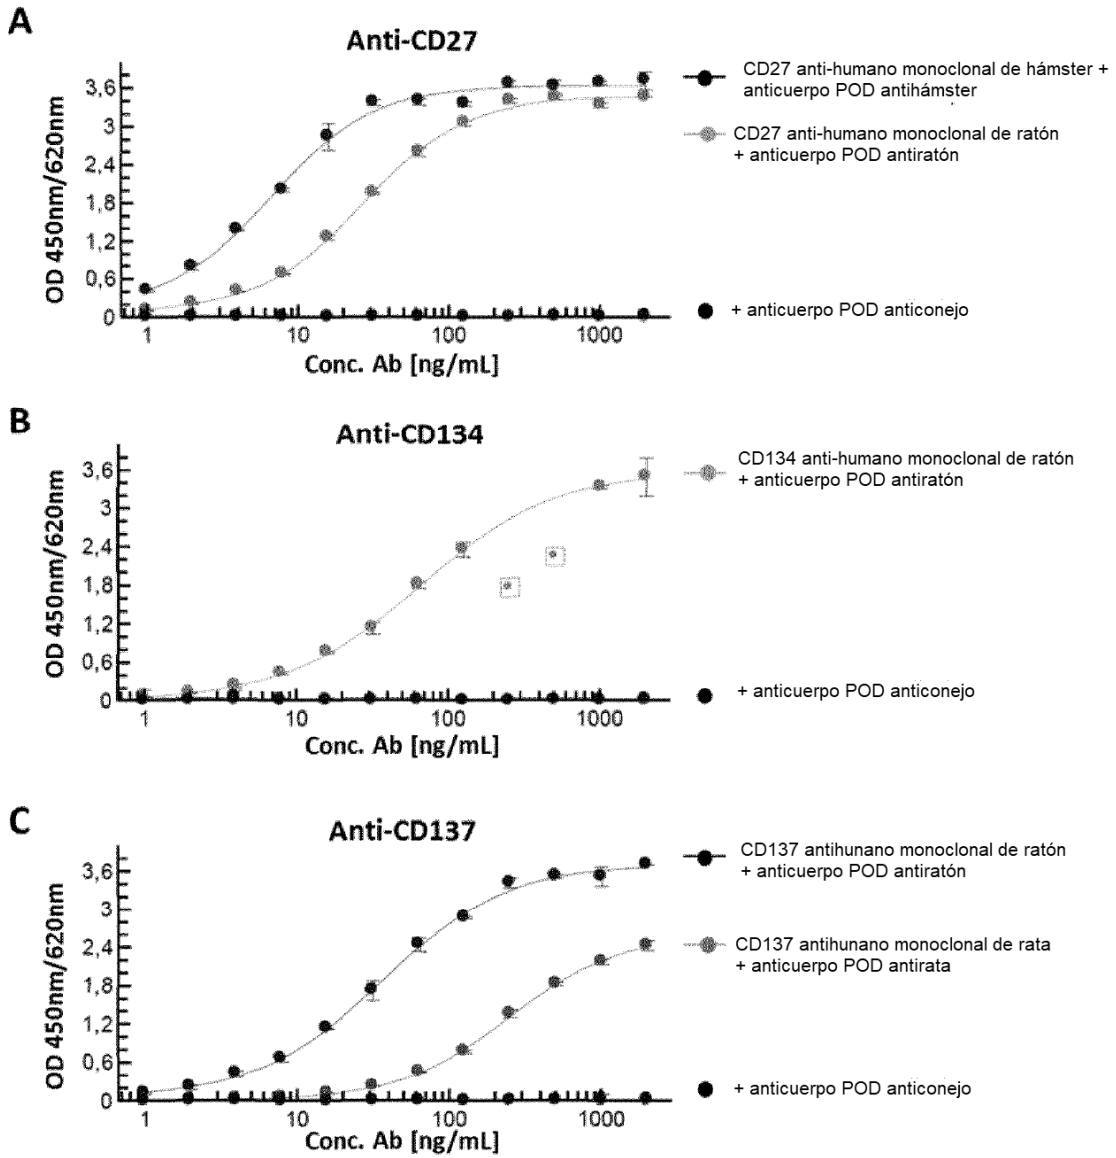 A
Anti-CD27
3,6
3
2,4
1,8
1,2
0,6
0
OD 450nm/620nm
1
10
100
1000
Conc. Ab [ng/mL]
CD27 anti-humano monoclonal de hámster +
anticuerpo POD antihámster
CD27 anti-humano monoclonal de ratón
+ anticuerpo POD antiratón
+ anticuerpo POD anticonejo
B
Anti-CD134
3,6
3
2,4
1,8
1,2
0,6
0
OD 450nm/620nm
1
10
100
1000
Conc. Ab [ng/mL]
CD134 anti-humano monoclonal de ratón
+ anticuerpo POD antiratón
+ anticuerpo POD anticonejo
C
Anti-CD137
3,6
3
2,4
1,8
1,2
0,6
0
OD 450nm/620nm
1
10
100
1000
Conc. Ab [ng/mL]
CD137 antihunano monoclonal de ratón
+ anticuerpo POD antiratón
CD137 antihunano monoclonal de rata
+ anticuerpo POD antirata
+ anticuerpo POD anticonejo